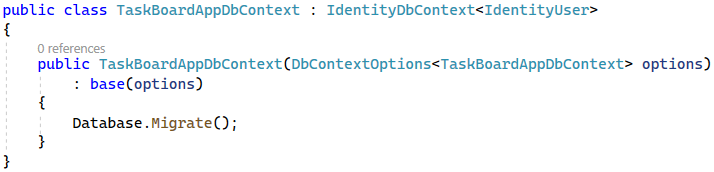 public class TaskBoardAppDbContext : IdentityDbContext<IdentityUser>
{
0 references
public TaskBoardAppDbContext(DbContextOptions<TaskBoardAppDbContext> options)
: base(options)
{
Database.Migrate();
}
}